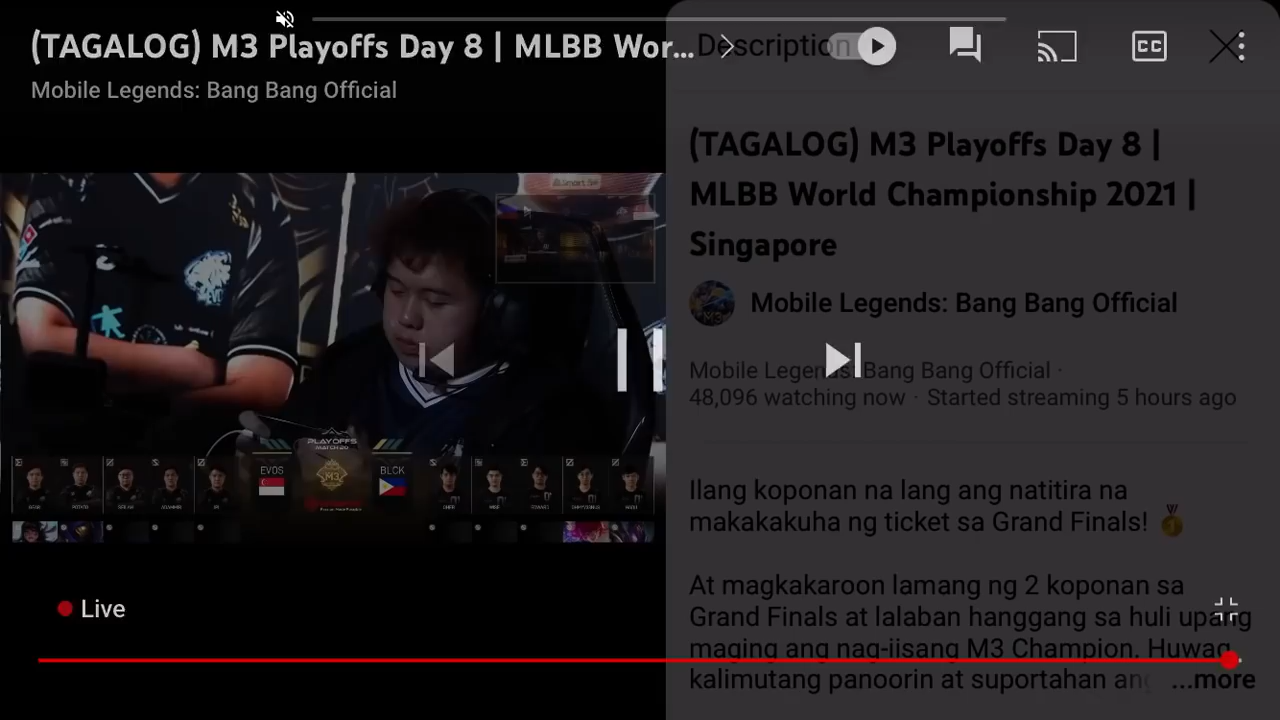 (TAGALOG) M3 Playoffs Day 8 | MLBB Wor...
Mobile Legends: Bang Bang Official
Description
CC
(TAGALOG) M3 Playoffs Day 8 |
MLBB World Championship 2021 |
Singapore
Mobile Legends: Bang Bang Official
Mobile Legends: Bang Bang Official ·
48,096 watching now · Started streaming 5 hours ago
Ilang koponan na lang ang natitira na
makakakuha ng ticket sa Grand Finals! 🏅
At magkakaroon lamang ng 2 koponan sa
Grand Finals at lalaban hanggang sa huli upang
maging ang nag-iisang M3 Champion. Huwag
kalimutang panoorin at suportahan ang ...more
PLAYOFFS
EVOS
M3
BLCK
Live